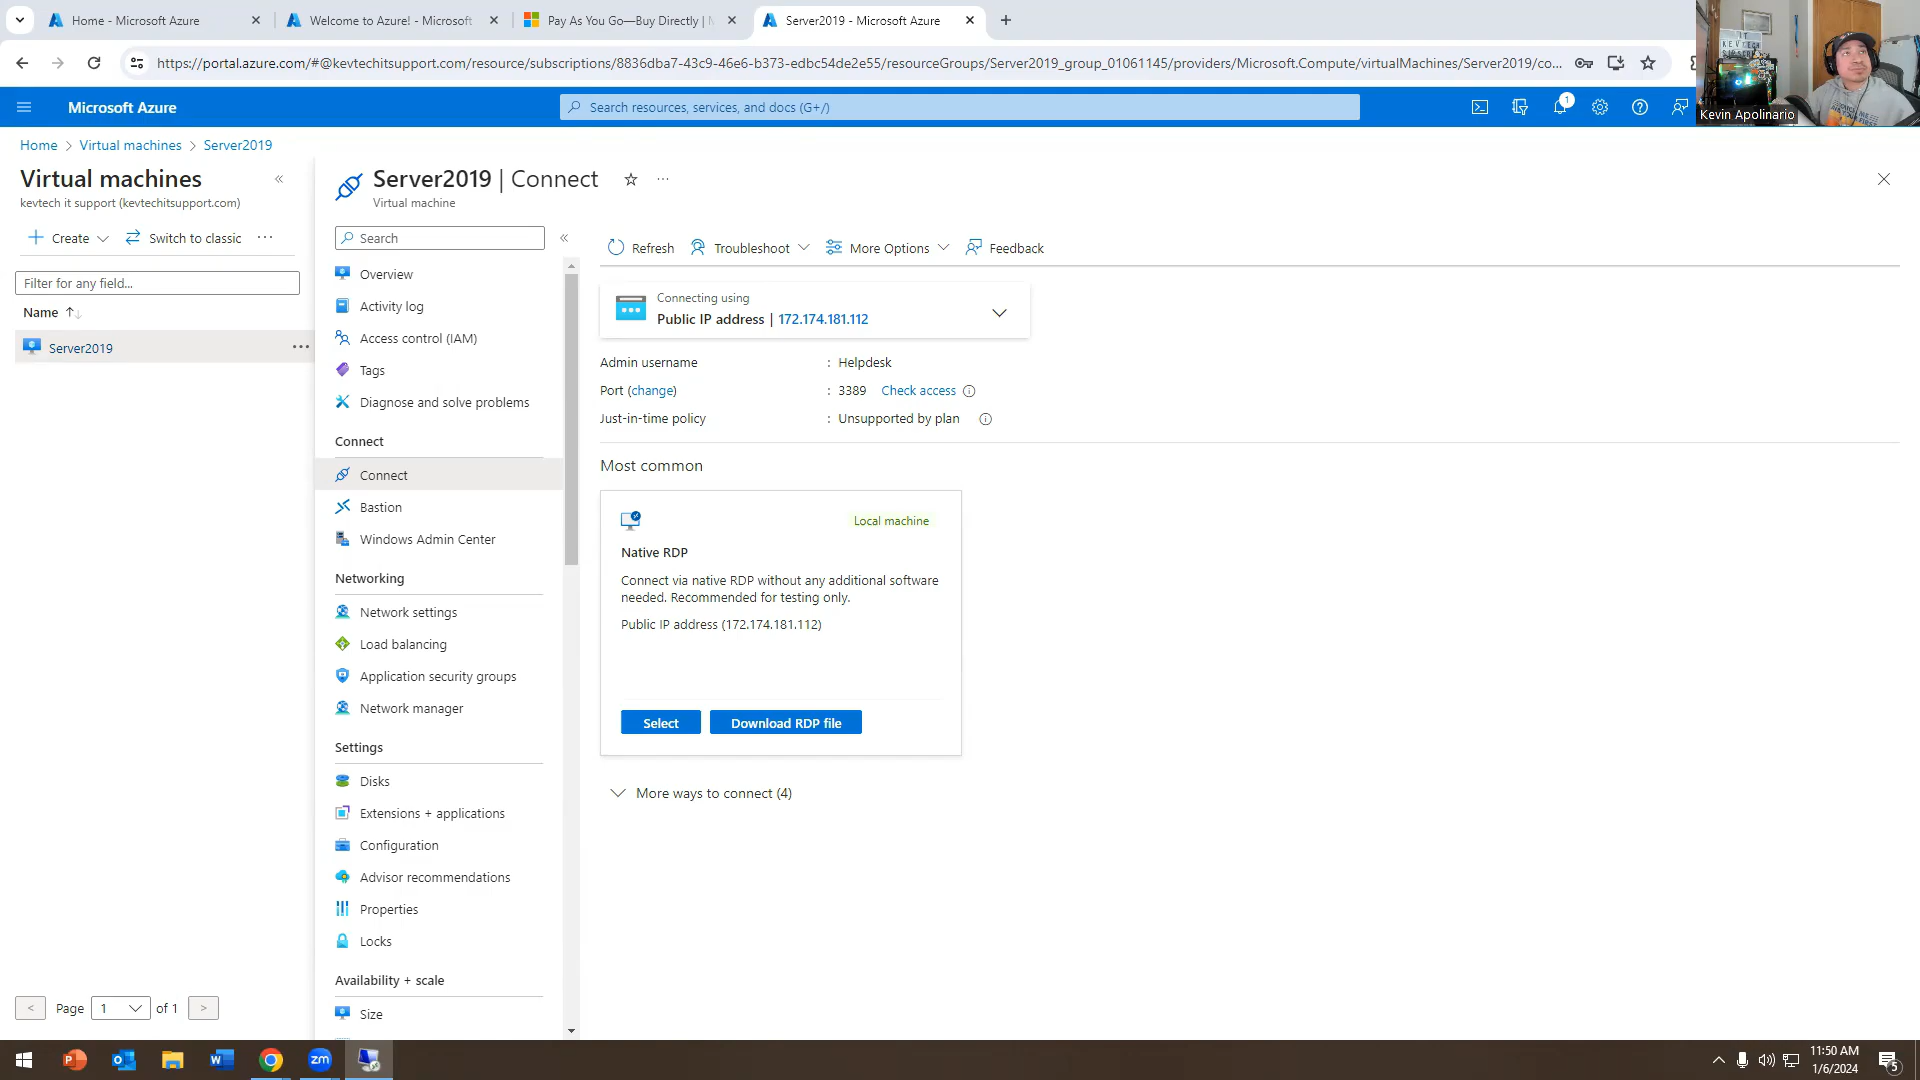 Home - Microsoft Azure
Welcome to Azure! - Microsoft
Pay As You Go—Buy Directly |
Server2019 - Microsoft Azure
https://portal.azure.com/#@kevtechitsupport.com/resource/subscriptions/8836dba7-43c9-46e6-b373-edbc54de2e55/resourceGroups/Server2019_group_01061145/providers/Microsoft.Compute/virtualMachines/Server2019/co...
KEVTECH
Kevin Apolinario
Microsoft Azure
Search resources, services, and docs (G+/)
1
Home > Virtual machines > Server2019
Virtual machines
kevtech it support (kevtechitsupport.com)
Create
Switch to classic
Filter for any field...
Name
Server2019
Page 1 of 1
Server2019 | Connect
Virtual machine
Search
Overview
Activity log
Access control (IAM)
Tags
Diagnose and solve problems
Connect
Connect
Bastion
Windows Admin Center
Networking
Network settings
Load balancing
Application security groups
Network manager
Settings
Disks
Extensions + applications
Configuration
Advisor recommendations
Properties
Locks
Availability + scale
Size
Refresh
Troubleshoot
More Options
Feedback
Connecting using
Public IP address | 172.174.181.112
Admin username : Helpdesk
Port (change) : 3389 Check access
Just-in-time policy : Unsupported by plan
Most common
Local machine
Native RDP
Connect via native RDP without any additional software
needed. Recommended for testing only.
Public IP address (172.174.181.112)
Select
Download RDP file
More ways to connect (4)
zm
11:50 AM
1/6/2024
5